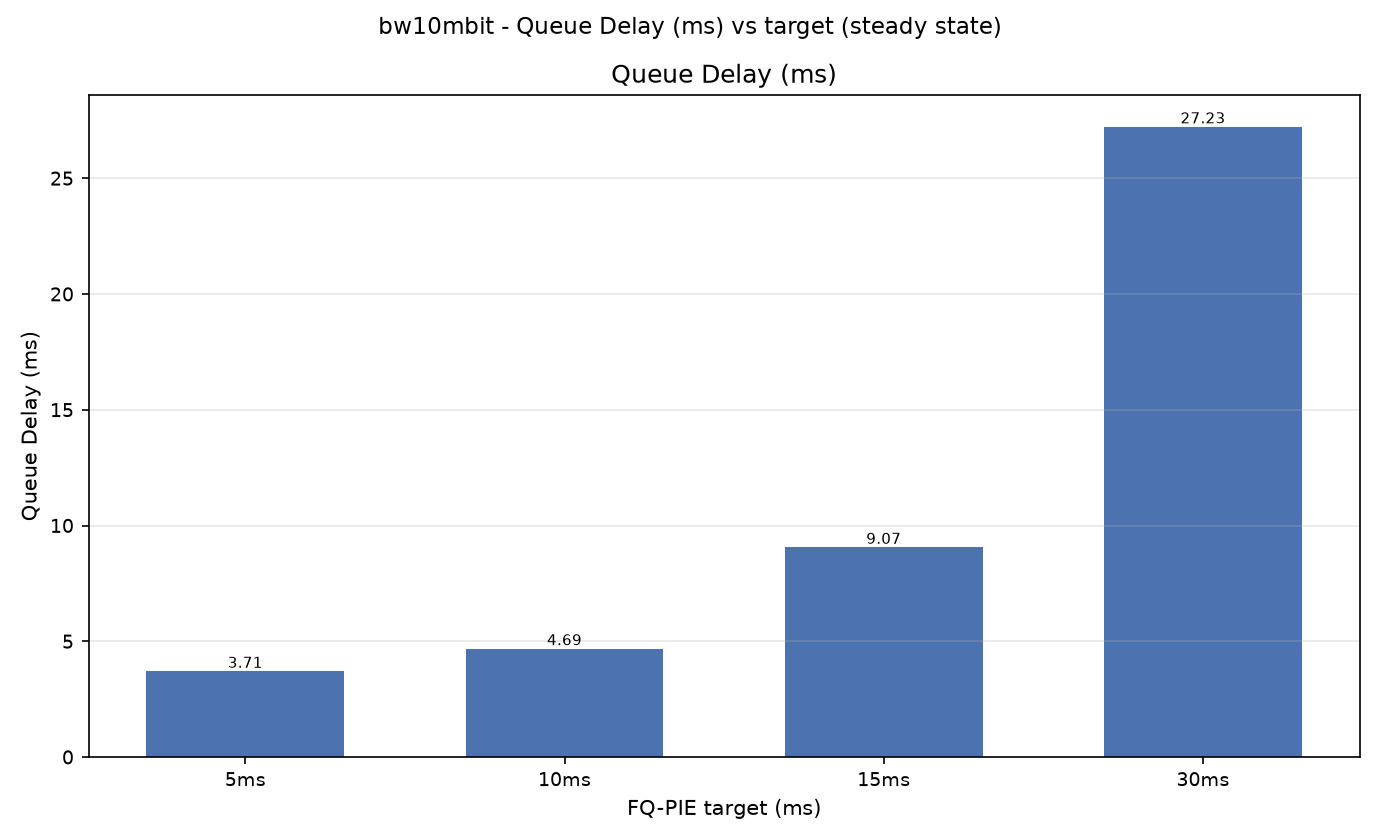 bw10mbit - Queue Delay (ms) vs target (steady state)
Queue Delay (ms)
Queue Delay (ms)
25
20
15
10
5
0
3.71
4.69
9.07
27.23
5ms
10ms
15ms
30ms
FQ-PIE target (ms)